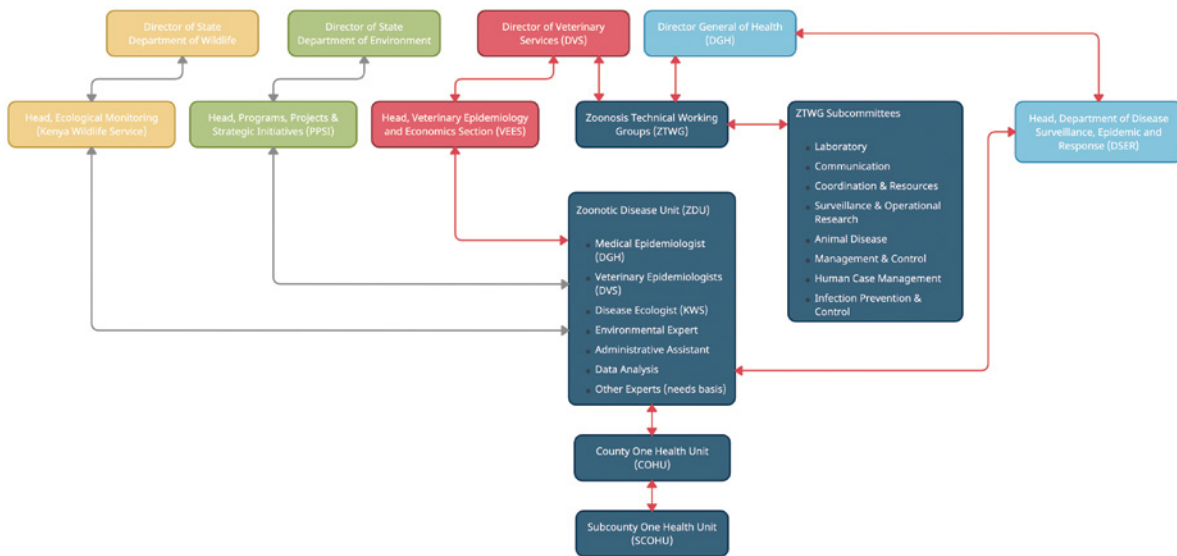 Director of State
Department of Wildlife
Director of State
Department of Environment
Director of Veterinary
Services (DVS)
Director General of Health
(DGH)
Head, Ecological Monitoring
(Kenya Wildlife Service)
Head, Programs, Projects &
Strategic Initiatives (PPSI)
Head, Veterinary Epidemiology
and Economics Section (VEES)
Zoonosis Technical Working
Groups (ZTWG)
ZTWG Subcommittees
Laboratory
Communication
Coordination & Resources
Surveillance & Operational
Research
Animal Disease
Management & Control
Human Case Management
Infection Prevention &
Control
Head, Department of Disease
Surveillance, Epidemic and
Response (DSER)
Zoonotic Disease Unit (ZDU)
Medical Epidemiologist
(DGH)
Veterinary Epidemiologists
(DVS)
Disease Ecologist (KWS)
Environmental Expert
Administrative Assistant
Data Analysis
Other Experts (needs basis)
County One Health Unit
(COHU)
Subcounty One Health Unit
(SCOHU)